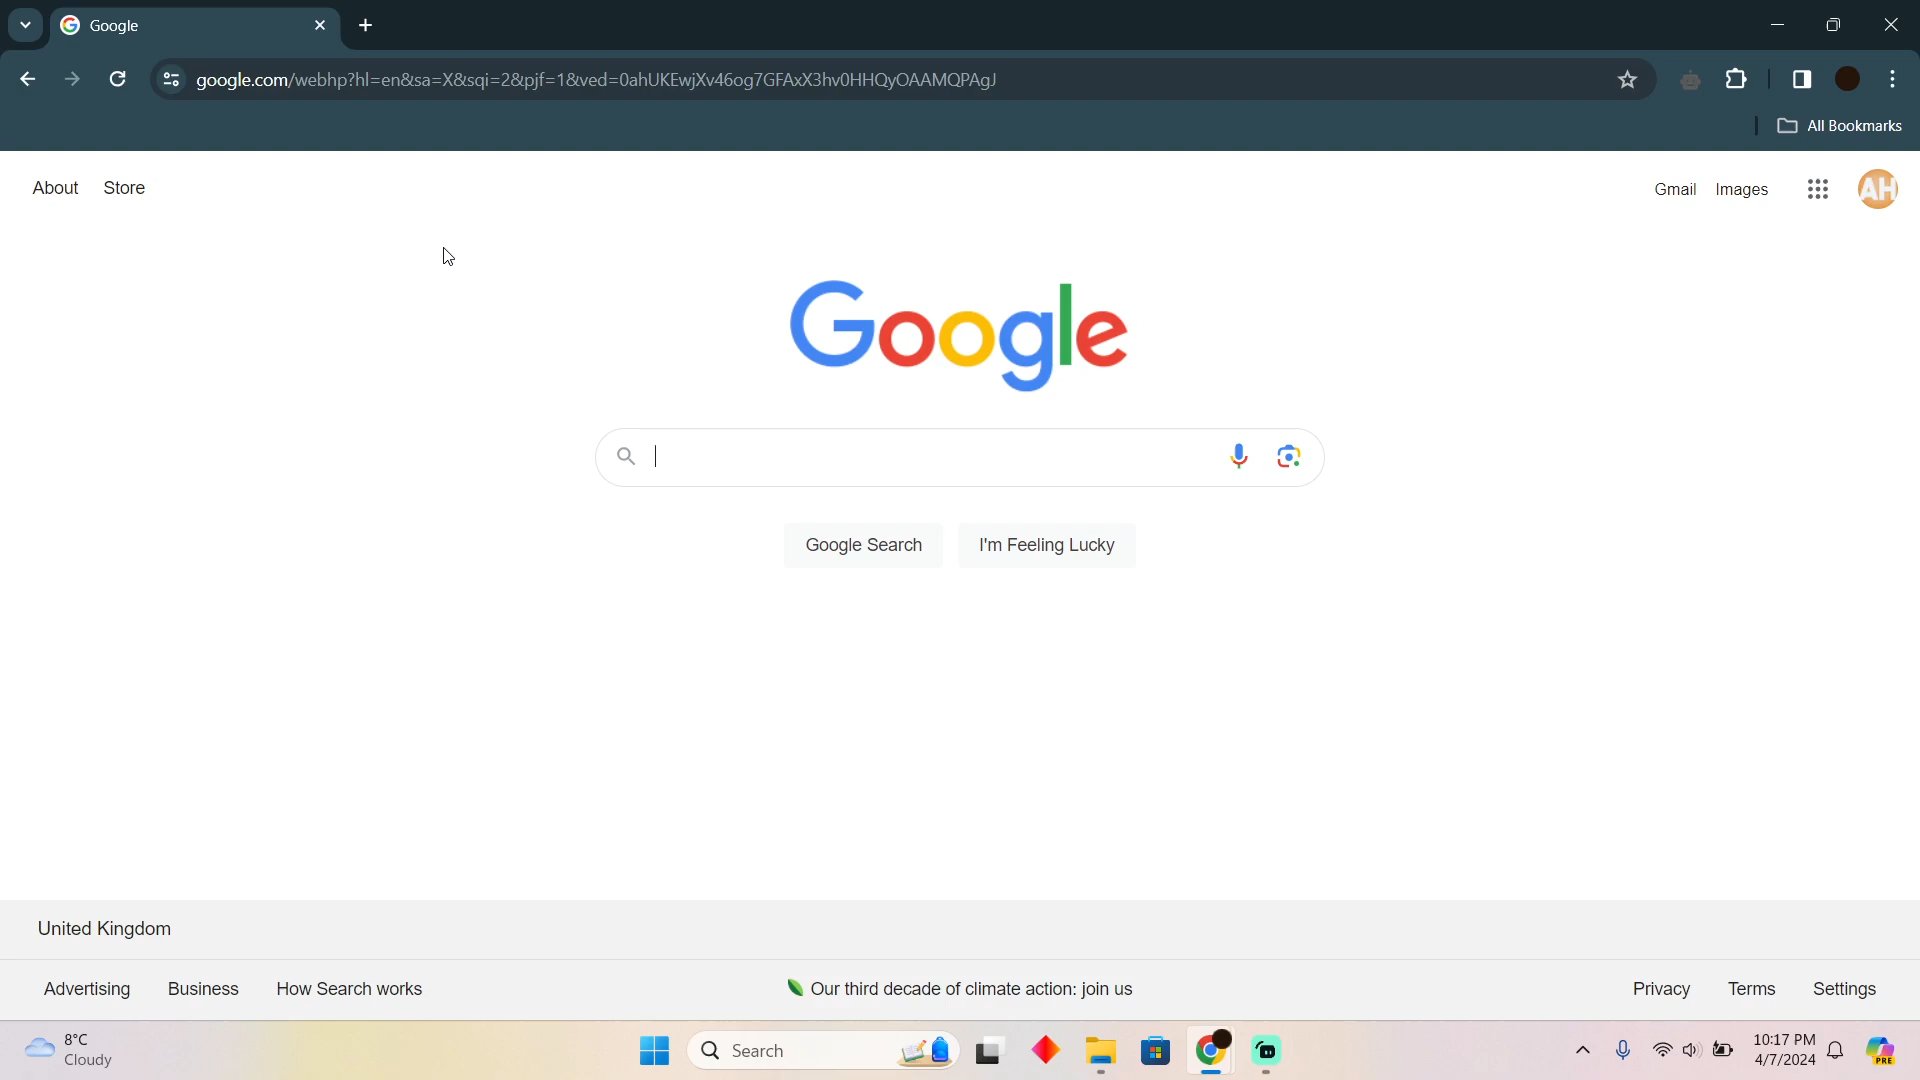 Google
google.com/webhp?hl=en&sa=X&sqi=2&pjf=1&ved=0ahUKEwjXv46og7GFAxX3hv0HHQyOAAMQPAgJ
All Bookmarks
About Store Gmail Images AH
Google
Google Search I'm Feeling Lucky
United Kingdom
Advertising Business How Search works Our third decade of climate action: join us Privacy Terms Settings
8°C
Cloudy
Search
10:17 PM
4/7/2024
PRE